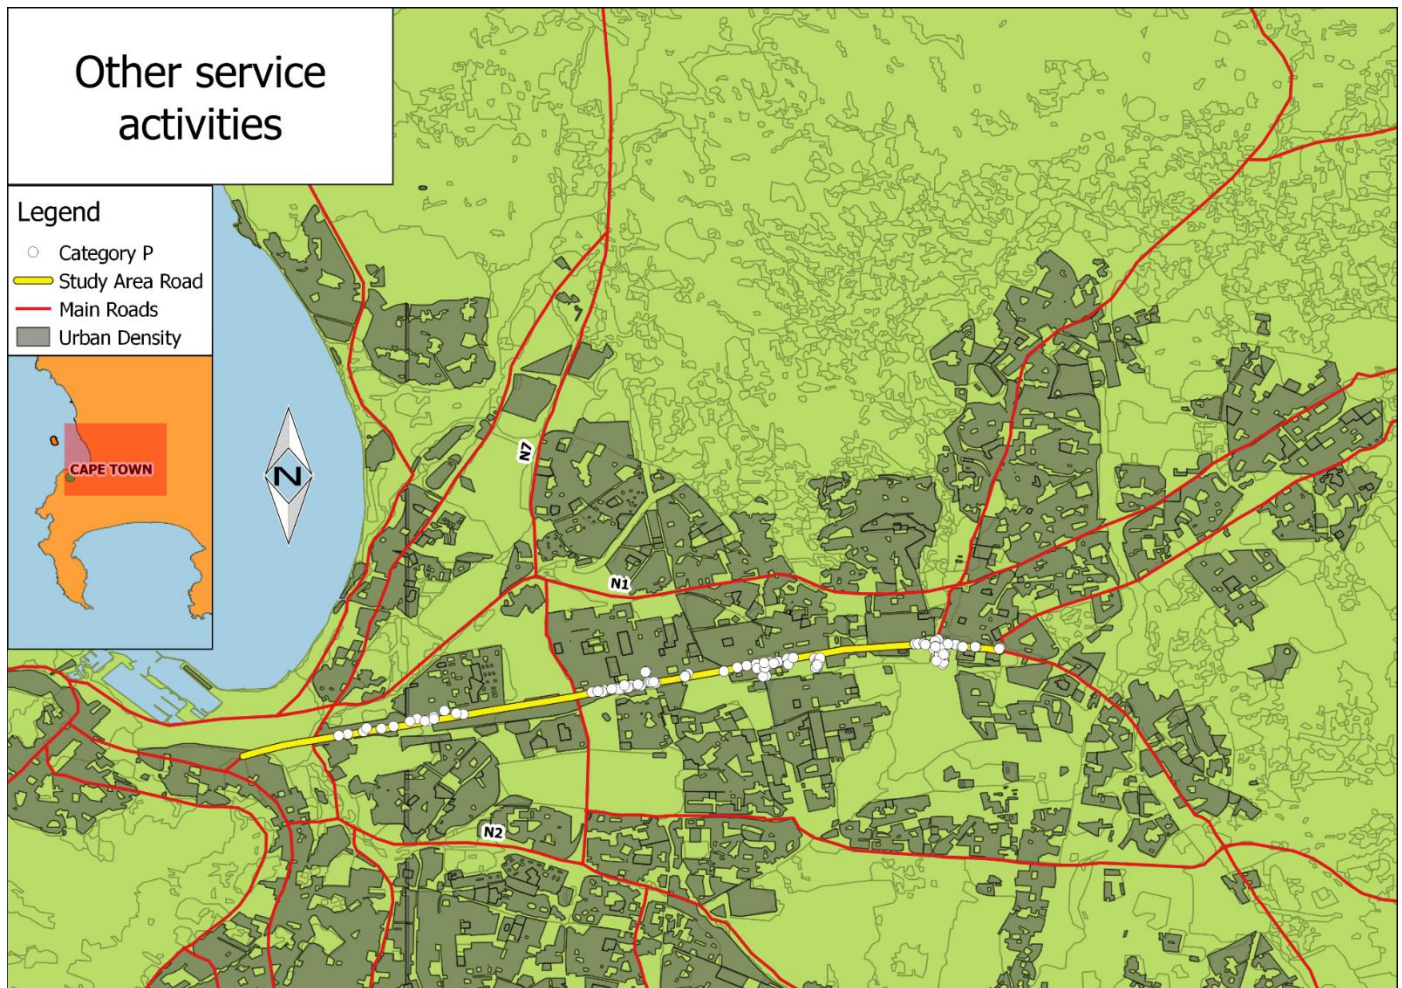 Other service
activities
Legend
Category P
Study Area Road
Main Roads
Urban Density
CAPE TOWN
N
N7
N1
N2